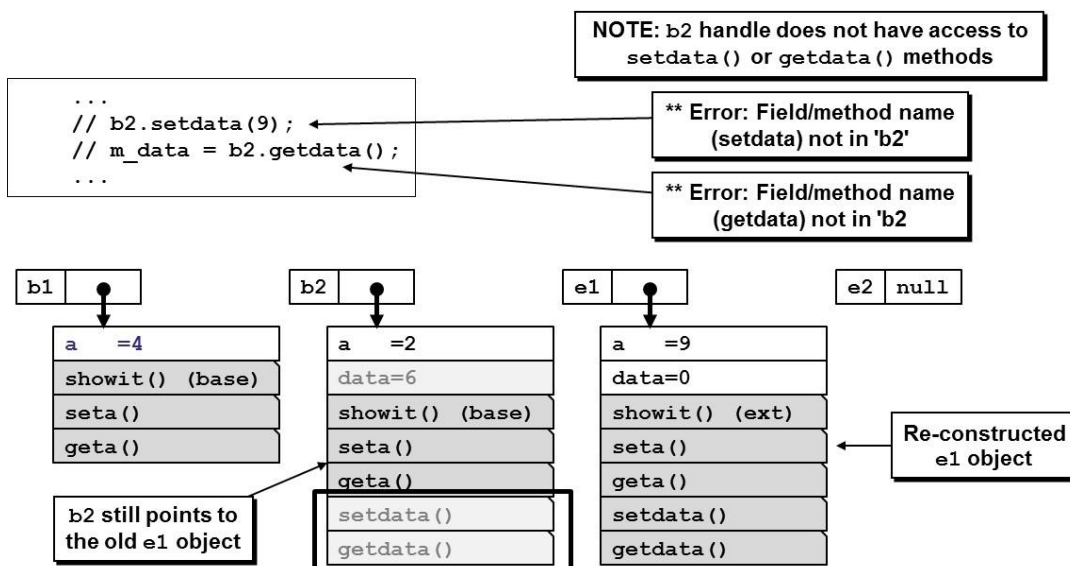 NOTE: b2 handle does not have access to
setdata() or getdata() methods
...
// b2.setdata(9);
// m_data = b2.getdata();
...
** Error: Field/method name
(setdata) not in 'b2'
** Error: Field/method name
(getdata) not in 'b2
b1
b2
e1
e2 null
a =4
showit() (base)
seta()
geta()
a =2
data=6
showit() (base)
seta()
geta()
setdata()
getdata()
a =9
data=0
showit() (ext)
seta()
geta()
setdata()
getdata()
Re-constructed
e1 object
b2 still points to
the old e1 object